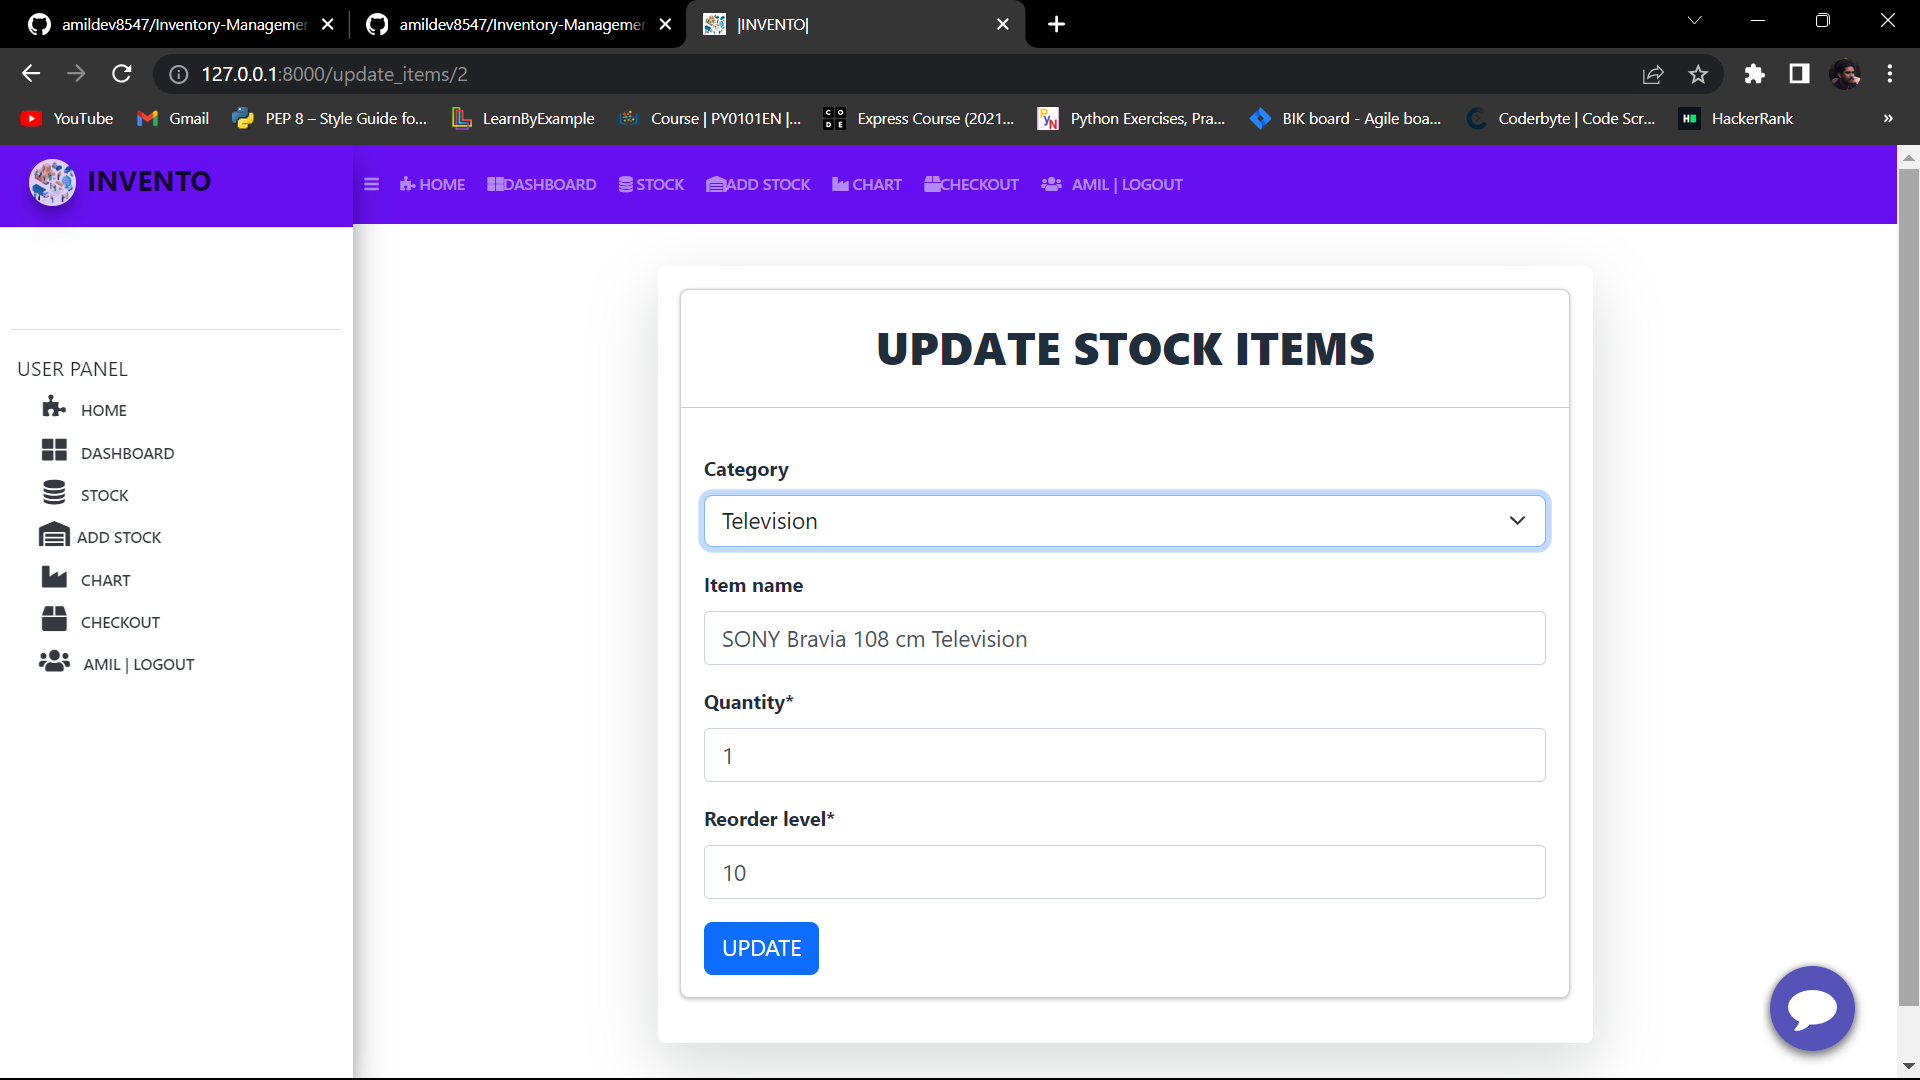 amildev8547/Inventory-Managemer
amildev8547/Inventory-Managemer
|INVENTO|
127.0.0.1:8000/update_items/2
YouTube
Gmail
PEP 8 – Style Guide fo...
LearnByExample
Course | PY0101EN |...
CODE
Express Course (2021...
Python Exercises, Pra...
BIK board - Agile boa...
Coderbyte | Code Scr...
HackerRank
»
INVENTO
HOME
DASHBOARD
STOCK
ADD STOCK
CHART
CHECKOUT
AMIL | LOGOUT
USER PANEL
HOME
DASHBOARD
STOCK
ADD STOCK
CHART
CHECKOUT
AMIL | LOGOUT
UPDATE STOCK ITEMS
Category
Television
Item name
SONY Bravia 108 cm Television
Quantity*
1
Reorder level*
10
UPDATE